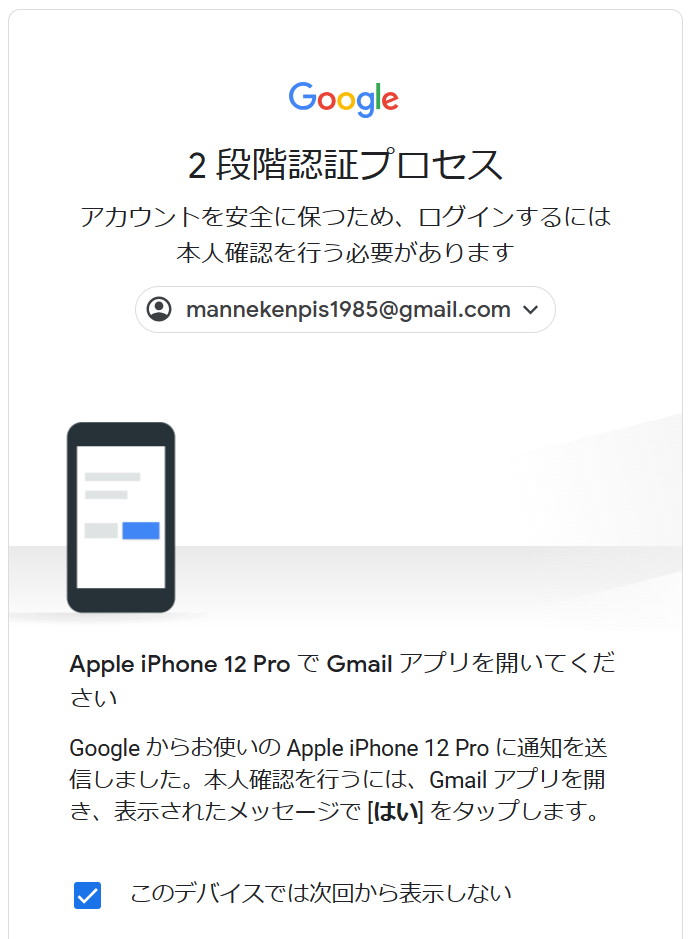 Google
2 段階認証プロセス
アカウントを安全に保つため、ログインするには
本人確認を行う必要があります
mannekenpis1985@gmail.com
Apple iPhone 12 Pro で Gmail アプリを開いてくだ
さい
Google からお使いの Apple iPhone 12 Pro に通知を送
信しました。本人確認を行うには、Gmail アプリを開
き、表示されたメッセージで [はい] をタップします。
このデバイスでは次回から表示しない